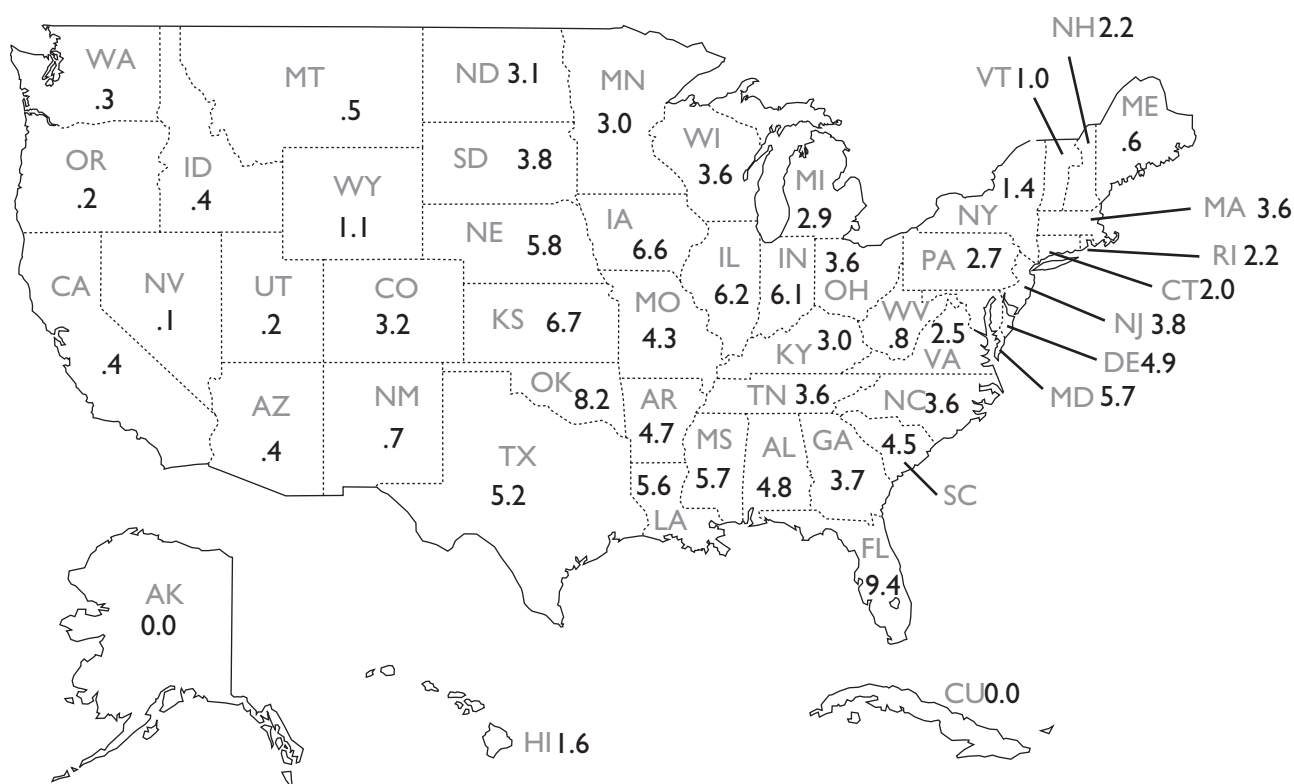 NH 2.2
VT 1.0
WA
.3
MT
.5
ND 3.1
MN
3.0
ME
.6
OR
.2
ID
.4
WY
1.1
SD 3.8
WI
3.6
MI
2.9
1.4
NY
MA 3.6
RI 2.2
CT 2.0
NJ 3.8
DE 4.9
MD 5.7
CA
.4
NV
.1
UT
.2
CO
3.2
NE 5.8
IA
6.6
IL
6.2
IN
6.1
3.6
OH
PA 2.7
KS 6.7
MO
4.3
KY 3.0
WV
.8
2.5
VA
AZ
.4
NM
.7
OK
8.2
AR
4.7
TN 3.6
NC 3.6
TX
5.2
5.6
LA
MS
5.7
AL
4.8
GA
3.7
4.5
SC
FL
9.4
AK
0.0
HI 1.6
CU 0.0